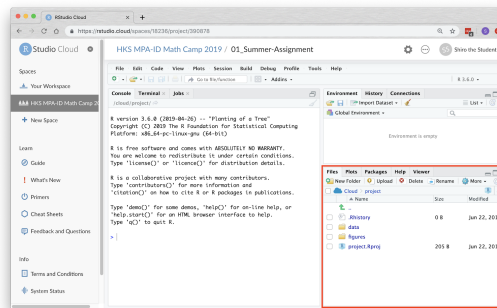 RStudio Cloud
https://rstudio.cloud/spaces/16236/project/390878
R Studio Cloud
HKS MPA-ID Math Camp 2019 / 01_Summer-Assignment
Shiro the Student
Spaces
Your Workspace
HKS MPA-ID Math Camp 20
New Space
Learn
Guide
What's New
Primers
Cheat Sheets
Feedback and Questions
Info
Terms and Conditions
System Status
File Edit Code View Plots Session Build Debug Profile Tools Help
Go to file/function
Addins
R 3.6.0
Console Terminal Jobs
/cloud/project/
R version 3.6.0 (2019-04-26) -- "Planting of a Tree"
Copyright (C) 2019 The R Foundation for Statistical Computing
Platform: x86_64-pc-linux-gnu (64-bit)
R is free software and comes with ABSOLUTELY NO WARRANTY.
You are welcome to redistribute it under certain conditions.
Type 'license()' or 'licence()' for distribution details.
R is a collaborative project with many contributors.
Type 'contributors()' for more information and
'citation()' on how to cite R or R packages in publications.
Type 'demo()' for some demos, 'help()' for on-line help, or
'help.start()' for an HTML browser interface to help.
Type 'q()' to quit R.
>
Environment History Connections
Import Dataset
List
Global Environment
Environment is empty
Files Plots Packages Help Viewer
New Folder Upload Delete Rename More
Cloud project
Name Size Modified
..
.Rhistory 0 B Jun 22, 201
data
figures
project.Rproj 205 B Jun 22, 201